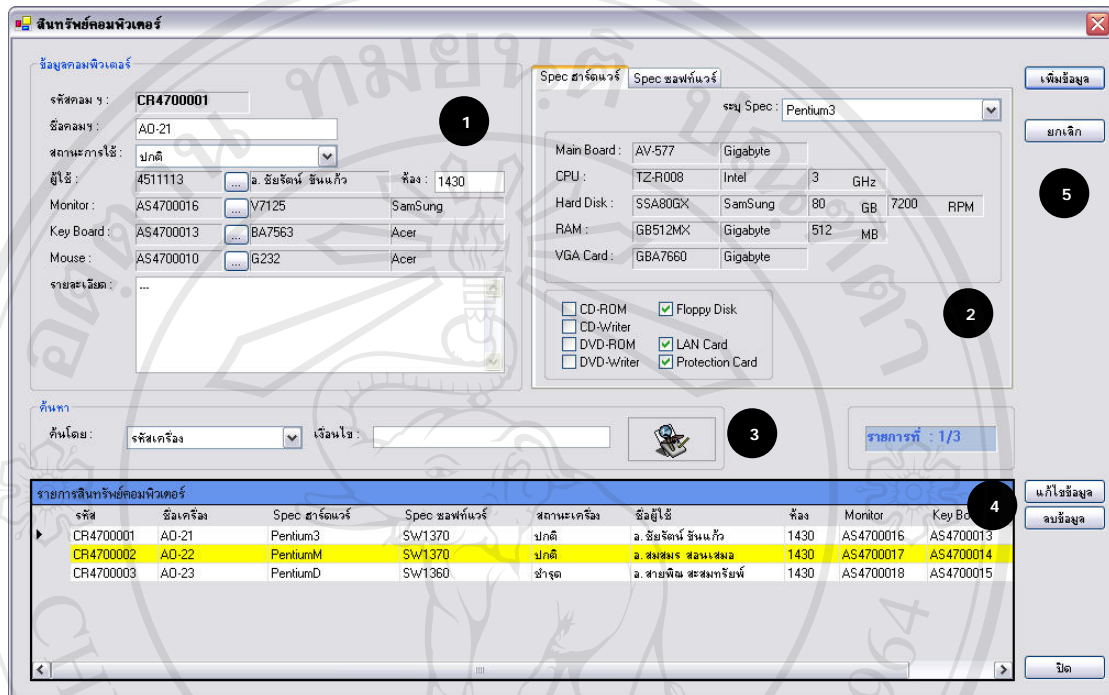 สินทรัพย์คอมพิวเตอร์
ข้อมูลคอมพิวเตอร์
รหัสคอม ฯ : CR4700001
ชื่อคอมฯ : AO-21
สถานะการใช้ : ปกติ
ผู้ใช้ : 4511113 ... อ. ชัยรัตน์ ขันแก้ว ห้อง : 1430
Monitor : AS4700016 ... V7125 SamSung
Key Board : AS4700013 ... BA7563 Acer
Mouse : AS4700010 ... G232 Acer
รายละเอียด : ...
1
Spec ฮาร์ดแวร์ Spec ซอฟท์แวร์
ระบุ Spec : Pentium3
Main Board : AV-577 Gigabyte
CPU : TZ-R008 Intel 3 GHz
Hard Disk : SSA80GX SamSung 80 GB 7200 RPM
RAM : GB512MX Gigabyte 512 MB
VGA Card : GBA7660 Gigabyte
CD-ROM Floppy Disk
CD-Writer
DVD-ROM LAN Card
DVD-Writer Protection Card
2
เพิ่มข้อมูล
ยกเลิก
5
ค้นหา
ค้นโดย : รหัสเครื่อง เงื่อนไข :
3
รายการที่ : 1/3
รายการสินทรัพย์คอมพิวเตอร์
4
รหัส ชื่อเครื่อง Spec ฮาร์ดแวร์ Spec ซอฟท์แวร์ สถานะเครื่อง ชื่อผู้ใช้ ห้อง Monitor Key Bo
CR4700001 AO-21 Pentium3 SW1370 ปกติ อ. ชัยรัตน์ ขันแก้ว 1430 AS4700016 AS4700013
CR4700002 AO-22 PentiumM SW1370 ปกติ อ. สมสมร สอนเสมอ 1430 AS4700017 AS4700014
CR4700003 AO-23 PentiumD SW1360 ชำรุด อ. สายพิณ สะสมทรัพย์ 1430 AS4700018 AS4700015
แก้ไขข้อมูล
ลบข้อมูล
ปิด